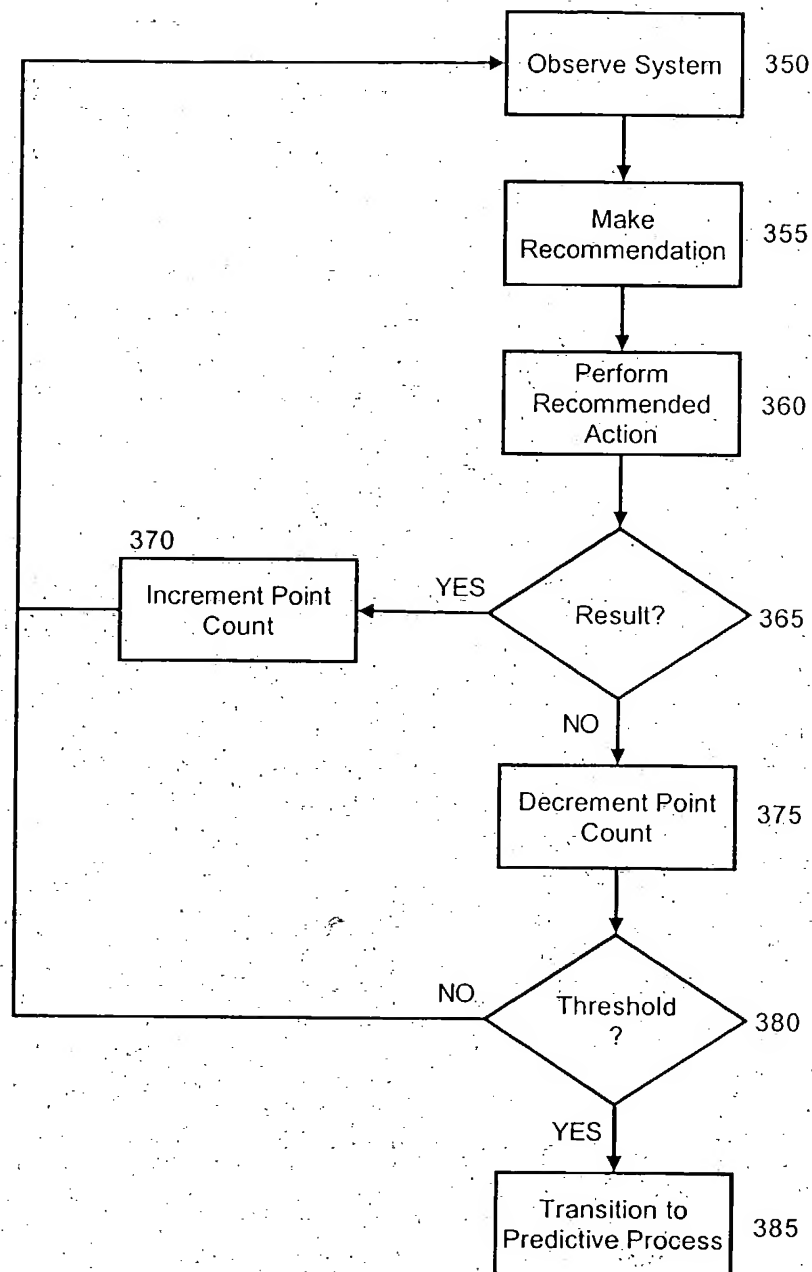 Observe System
350
Make
Recommendation
355
Perform
Recommended
Action
360
370
Increment Point
Count
YES
Result?
365
NO
Decrement Point
Count
375
NO
Threshold
?
380
YES
Transition to
Predictive Process
385